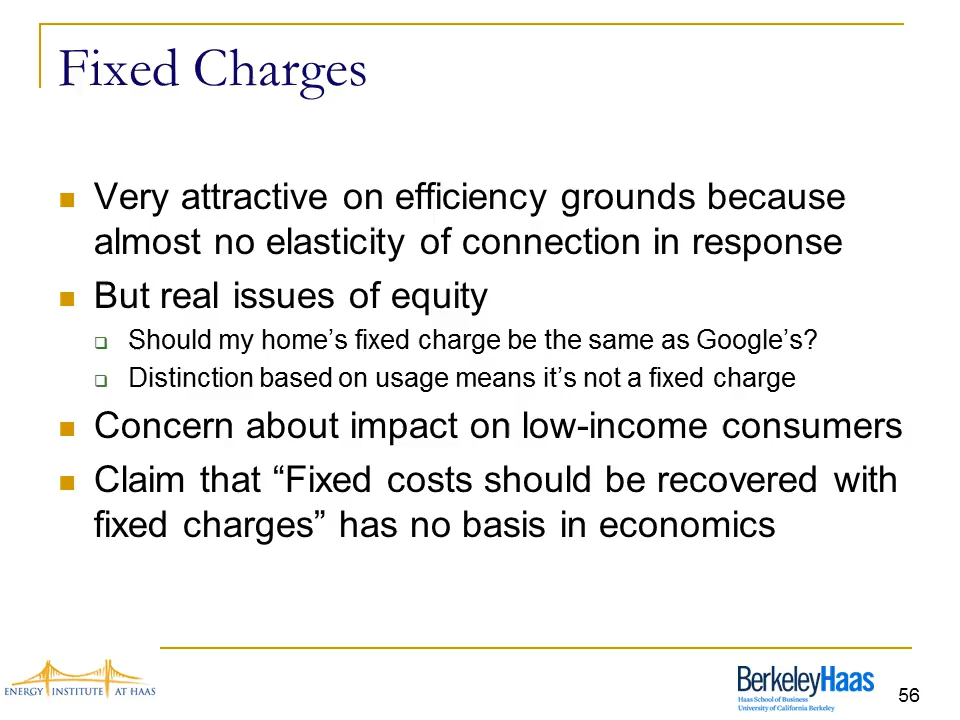 Fixed Charges
Very attractive on efficiency grounds because
almost no elasticity of connection in response
But real issues of equity
Should my home’s fixed charge be the same as Google’s?
Distinction based on usage means it’s not a fixed charge
Concern about impact on low-income consumers
Claim that “Fixed costs should be recovered with
fixed charges” has no basis in economics
ENERGY INSTITUTE AT HAAS
BerkeleyHaas
Haas School of Business
University of California Berkeley
56